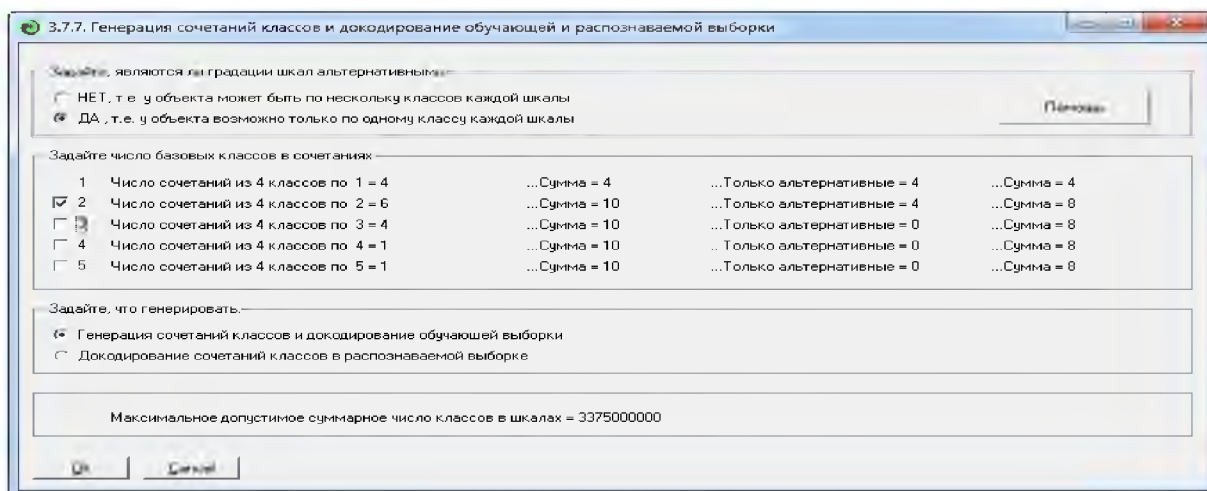 3.7.7. Генерация сочетаний классов и докодирование обучающей и распознаваемой выборки
Задайте, являются ли градации шкал альтернативными
НЕТ, т.е у объекта может быть по нескольку классов каждой шкалы
ДА , т.е. у объекта возможно только по одному классу каждой шкалы
Помощь
Задайте число базовых классов в сочетаниях
1 Число сочетаний из 4 классов по 1 = 4 ...Сумма = 4 ...Только альтернативные = 4 ...Сумма = 4
2 Число сочетаний из 4 классов по 2 = 6 ...Сумма = 10 ...Только альтернативные = 4 ...Сумма = 8
3 Число сочетаний из 4 классов по 3 = 4 ...Сумма = 10 ...Только альтернативные = 0 ...Сумма = 8
4 Число сочетаний из 4 классов по 4 = 1 ...Сумма = 10 .. Только альтернативные = 0 ...Сумма = 8
5 Число сочетаний из 4 классов по 5 = 1 ...Сумма = 10 ...Только альтернативные = 0 ...Сумма = 8
Задайте, что генерировать.
Генерация сочетаний классов и докодирование обучаюшей выборки
Докодирование сочетаний классов в распознаваемой выборке
Максимальное допустимое суммарное число классов в шкалах = 3375000000
Ok Cancel